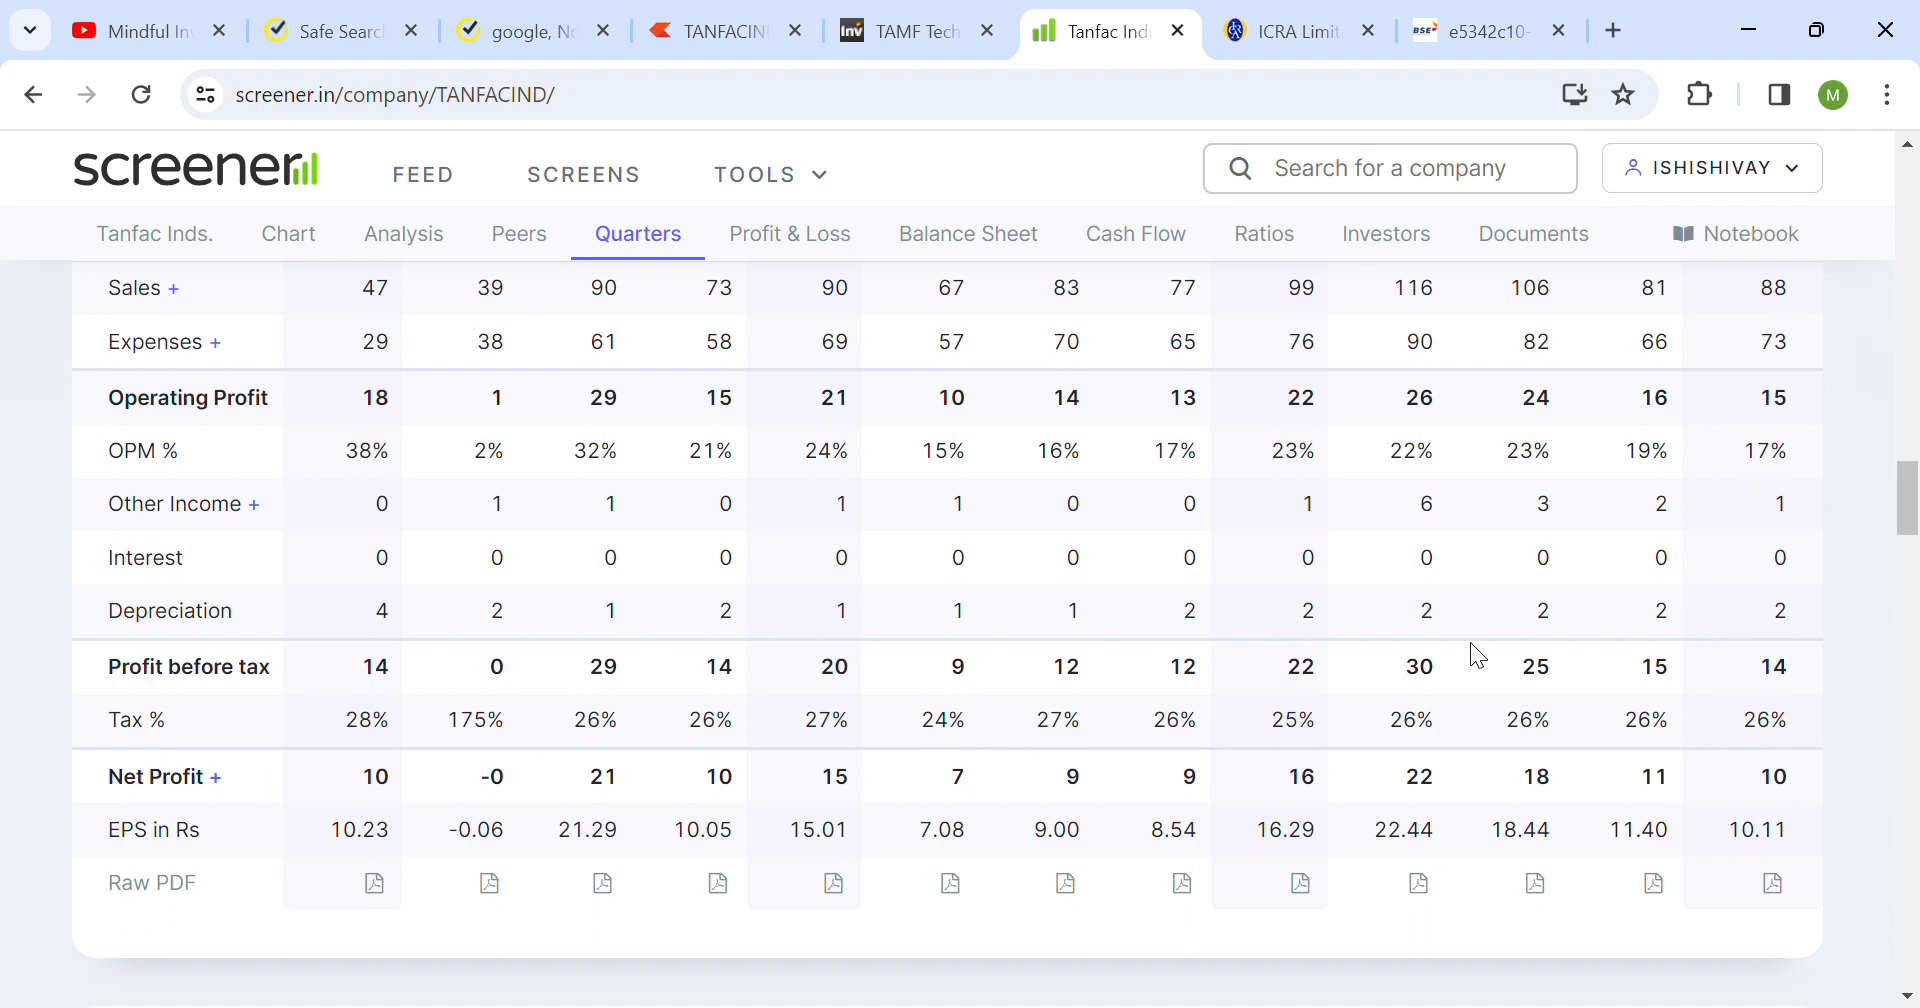 Mindful In
Safe Searc
google, No
TANFACIN
TAMF Tech
Tanfac Indu
ICRA Limit
BSE e5342c10-
screener.in/company/TANFACIND/
M
screener
FEED
SCREENS
TOOLS
Search for a company
ISHISHIVAY
Tanfac Inds. Chart Analysis Peers Quarters Profit & Loss Balance Sheet Cash Flow Ratios Investors Documents Notebook
Sales + 47 39 90 73 90 67 83 77 99 116 106 81 88
Expenses + 29 38 61 58 69 57 70 65 76 90 82 66 73
Operating Profit 18 1 29 15 21 10 14 13 22 26 24 16 15
OPM % 38% 2% 32% 21% 24% 15% 16% 17% 23% 22% 23% 19% 17%
Other Income + 0 1 1 0 1 1 0 0 1 6 3 2 1
Interest 0 0 0 0 0 0 0 0 0 0 0 0 0
Depreciation 4 2 1 2 1 1 1 2 2 2 2 2 2
Profit before tax 14 0 29 14 20 9 12 12 22 30 25 15 14
Tax % 28% 175% 26% 26% 27% 24% 27% 26% 25% 26% 26% 26% 26%
Net Profit + 10 -0 21 10 15 7 9 9 16 22 18 11 10
EPS in Rs 10.23 -0.06 21.29 10.05 15.01 7.08 9.00 8.54 16.29 22.44 18.44 11.40 10.11
Raw PDF